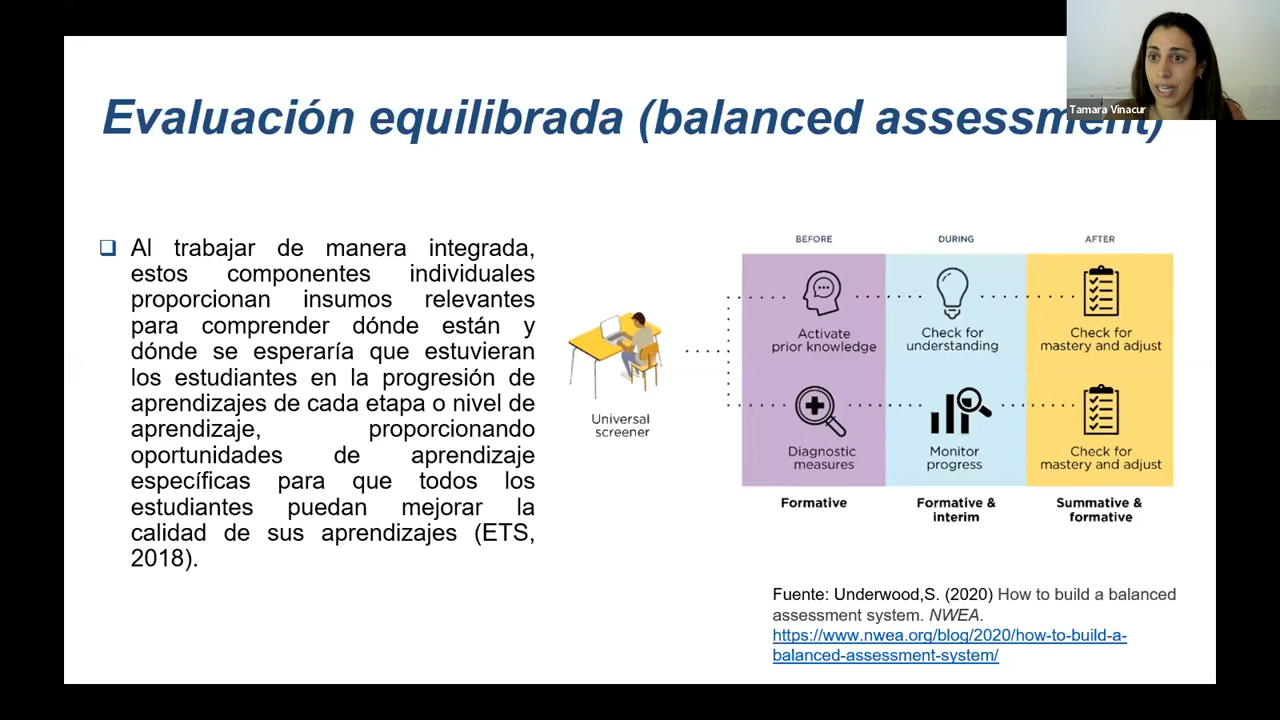 Tamara Vinacur
Evaluación equilibrada (balanced assessment)
❑ Al trabajar de manera integrada,
estos componentes individuales
proporcionan insumos relevantes
para comprender dónde están y
dónde se esperaría que estuvieran
los estudiantes en la progresión de
aprendizajes de cada etapa o nivel de
aprendizaje, proporcionando
oportunidades de aprendizaje
específicas para que todos los
estudiantes puedan mejorar la
calidad de sus aprendizajes (ETS,
2018).
Universal
screener
BEFORE
DURING
AFTER
Activate
prior knowledge
Check for
understanding
Check for
mastery and adjust
Diagnostic
measures
Monitor
progress
Check for
mastery and adjust
Formative
Formative &
interim
Summative &
formative
Fuente: Underwood,S. (2020) How to build a balanced
assessment system. NWEA.
https://www.nwea.org/blog/2020/how-to-build-a-
balanced-assessment-system/